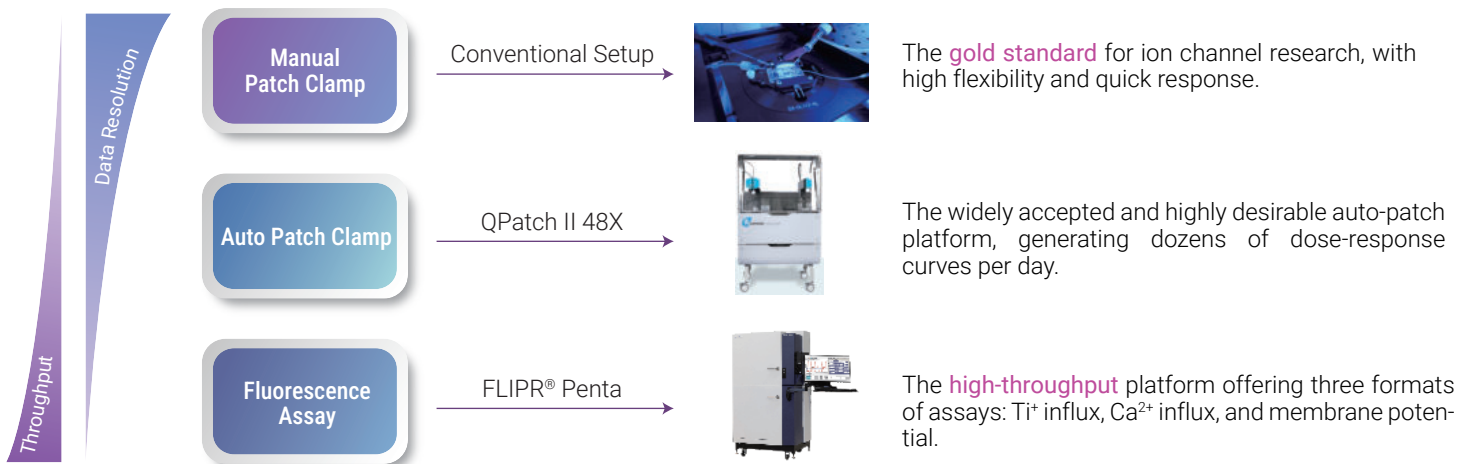 Throughput
Data Resolution
Manual
Patch Clamp
Conventional Setup
The gold standard for ion channel research, with
high flexibility and quick response.
Auto Patch Clamp
QPatch II 48X
The widely accepted and highly desirable auto-patch
platform, generating dozens of dose-response
curves per day.
Fluorescence
Assay
FLIPR® Penta
The high-throughput platform offering three formats
of assays: Ti⁺ influx, Ca²⁺ influx, and membrane poten-
tial.